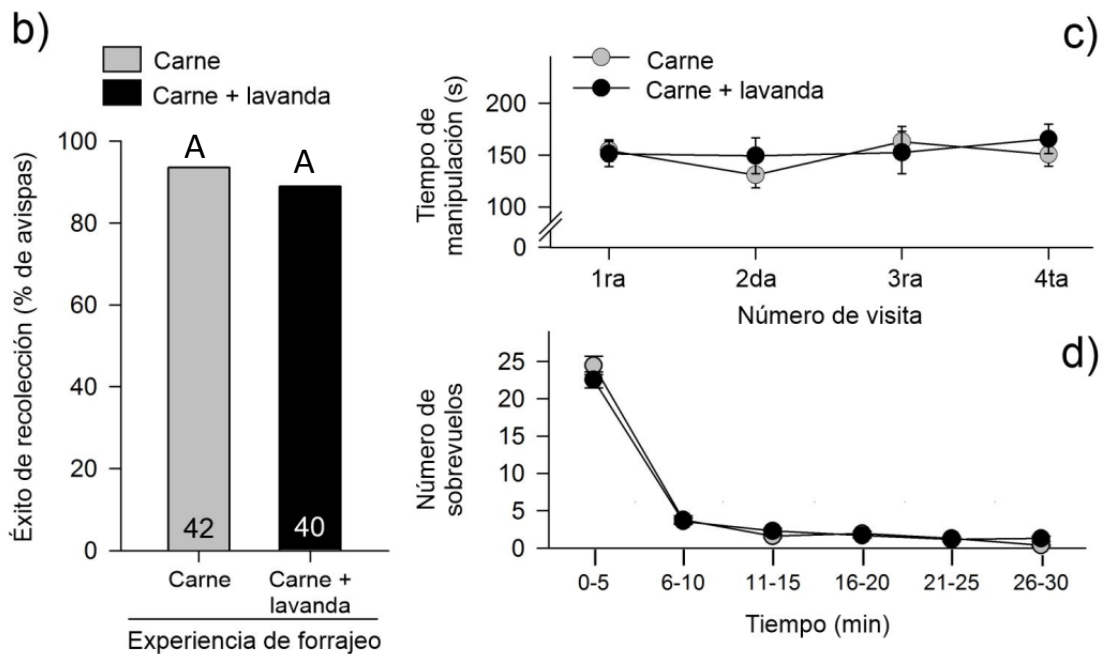 b)
Carne
Carne + lavanda
Éxito de recolección (% de avispas)
100
80
60
40
20
0
A
A
42
40
Carne
Carne +
lavanda
Experiencia de forrajeo
c)
Carne
Carne + lavanda
Tiempo de
manipulación (s)
200
150
100
0
1ra
2da
3ra
4ta
Número de visita
d)
Número de
sobrevuelos
25
20
15
10
5
0
0-5
6-10
11-15
16-20
21-25
26-30
Tiempo (min)